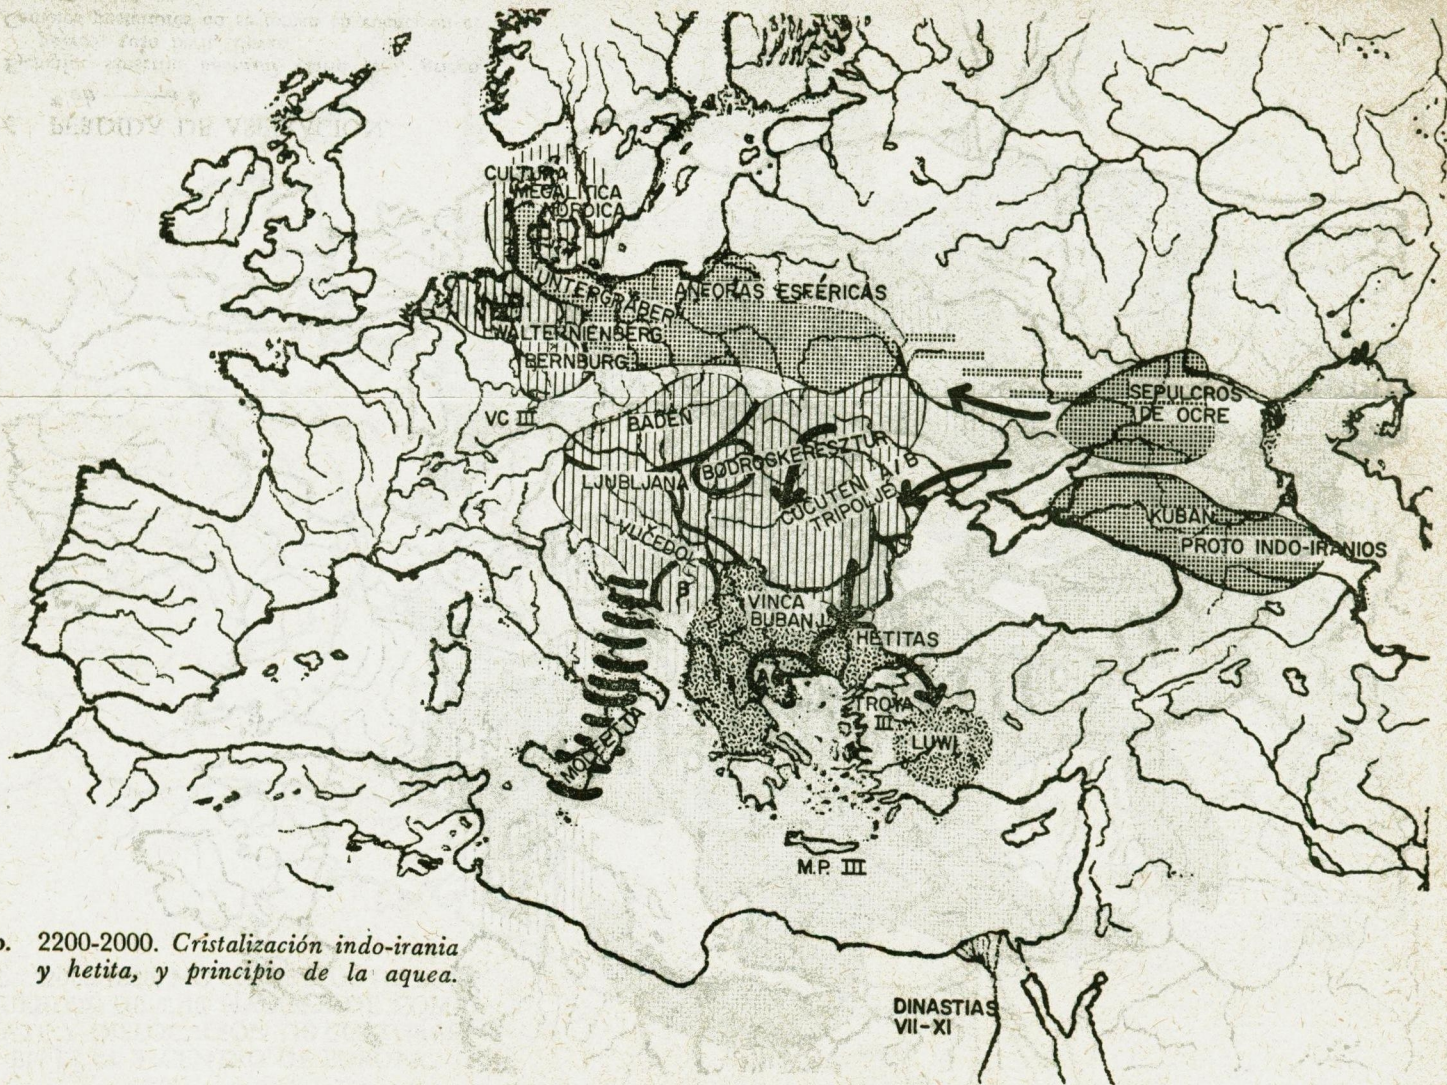 CULTURA
MEGALITICA
NORDICA
UNTERGRÄBER
ANFORAS ESFÉRICAS
WALTERNIENBERG
BERNBURG
VC III
BADEN
SEPULCROS
DE OCRE
BODROGKERESZTUR
LJUBLJANA
CUCUTENI A/B
TRIPOLJE
VUČEDOL
KUBAN
PROTO INDO-IRANIOS
B
VINCA
BUBANJ
HETITAS
TROYA
III
LUWI
MOLFETTA
M.P. III
2200-2000. Cristalización indo-irania
y hetita, y principio de la aquea.
DINASTIAS
VII-XI